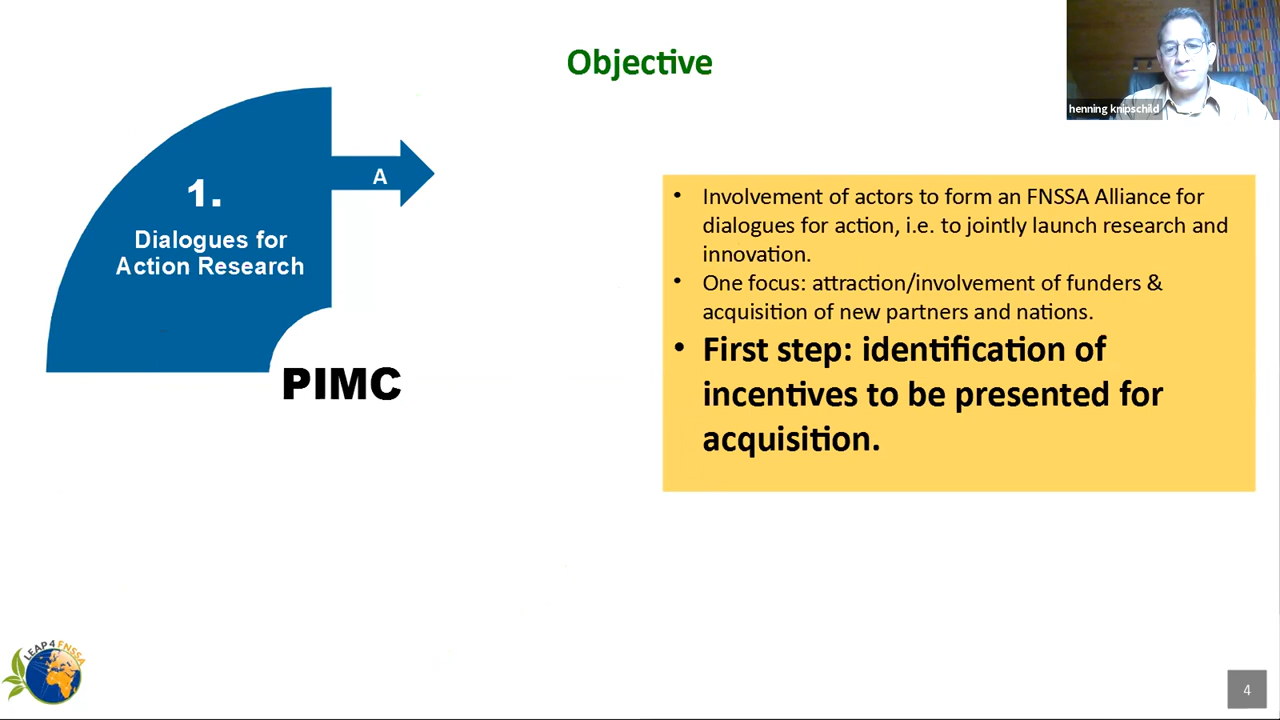 Objective
henning knipschild
1.
Dialogues for
Action Research
A
PIMC
• Involvement of actors to form an FNSSA Alliance for
dialogues for action, i.e. to jointly launch research and
innovation.
• One focus: attraction/involvement of funders &
acquisition of new partners and nations.
• First step: identification of
incentives to be presented for
acquisition.
LEAP4FNSSA
4